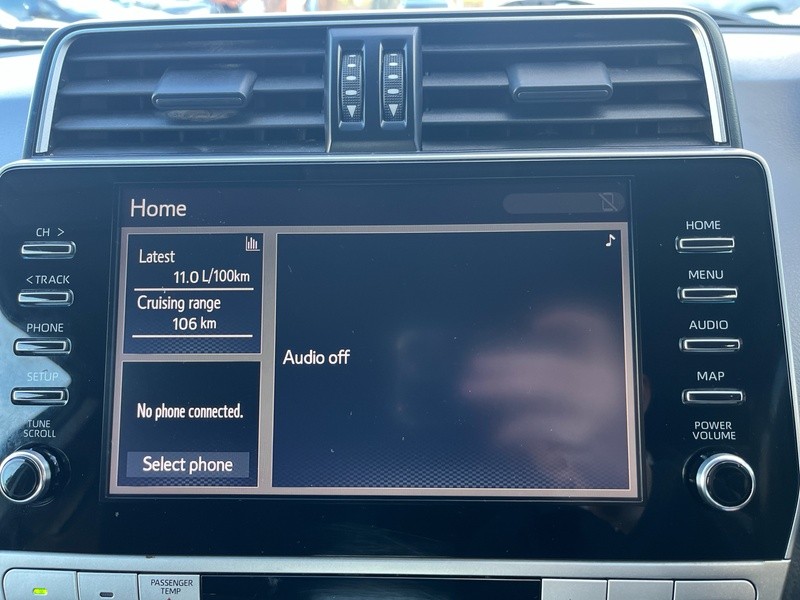 Home
CH >
< TRACK
PHONE
SETUP
TUNE
SCROLL
Latest
11.0 L/100km
Cruising range
106 km
No phone connected.
Select phone
Audio off
HOME
MENU
AUDIO
MAP
POWER
VOLUME
PASSENGER
TEMP